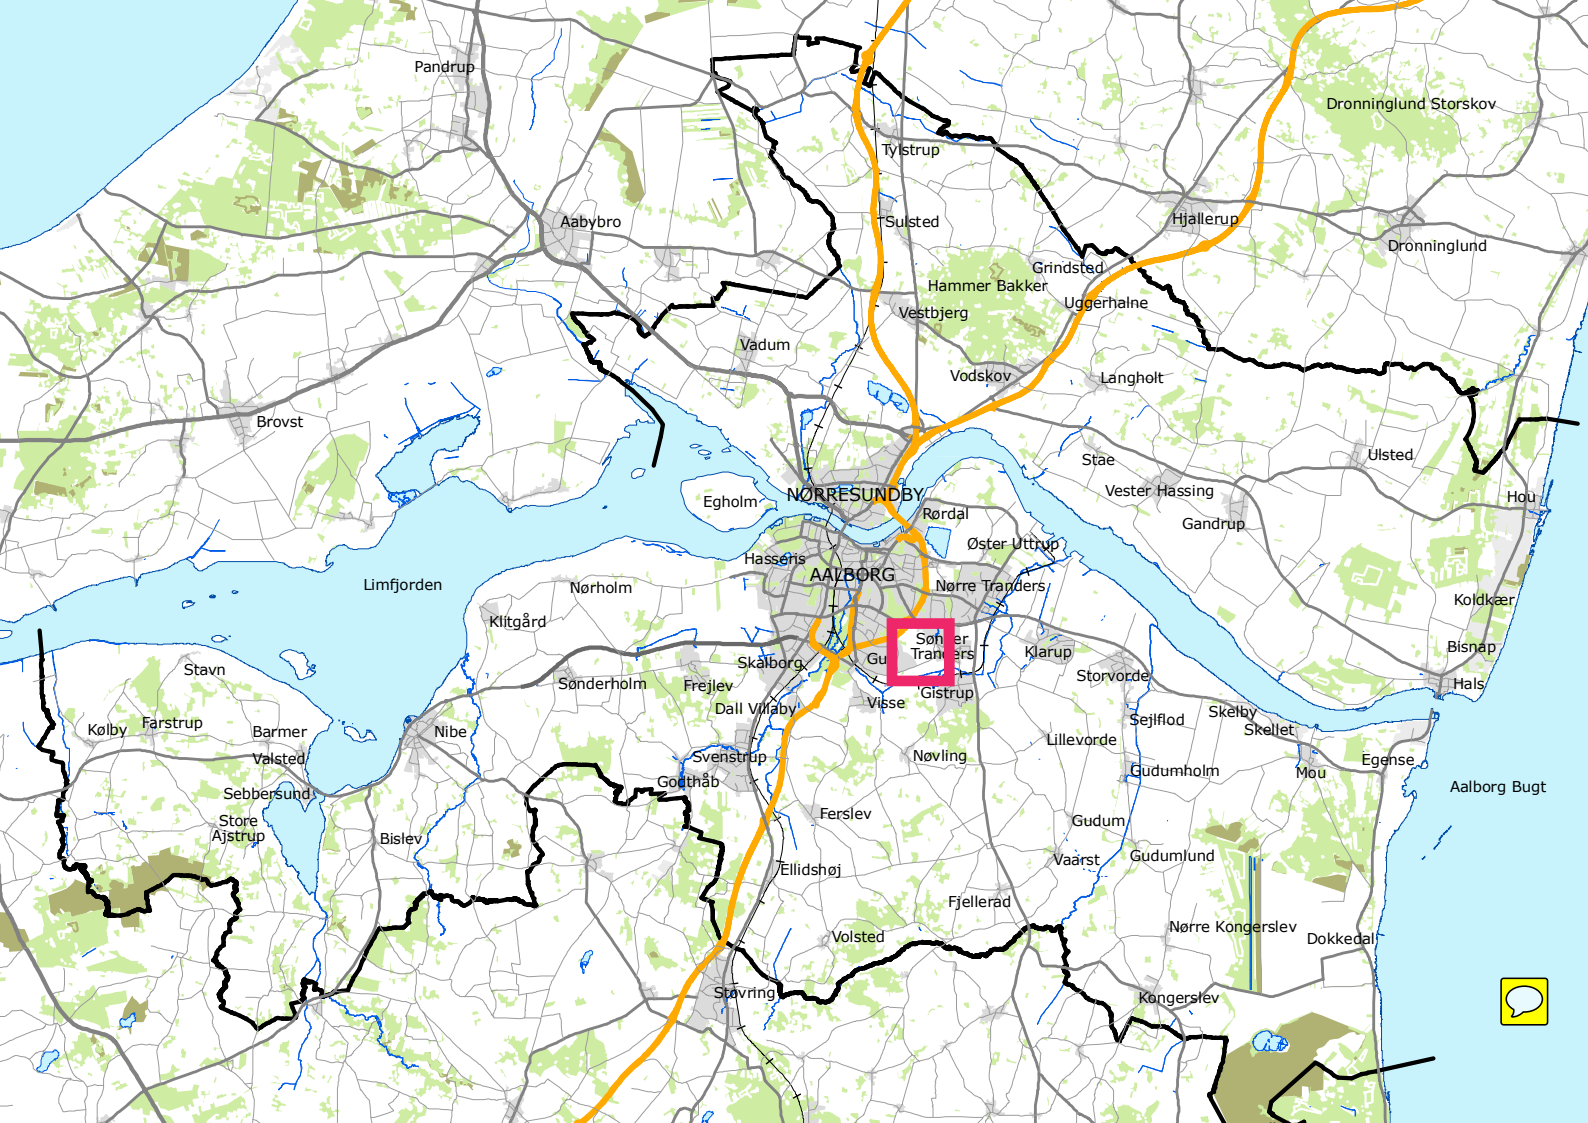 Pandrup
Dronninglund Storskov
Tylstrup
Aabybro
Sulsted
Hjallerup
Dronninglund
Grindsted
Hammer Bakker
Uggerhalne
Vestbjerg
Vadum
Vodskov
Langholt
Brovst
Ulsted
Stae
Vester Hassing
NØRRESUNDBY
Egholm
Hou
Rørdal
Gandrup
Øster Uttrup
Hasseris
AALBORG
Limfjorden
Nørholm
Nørre Tranders
Koldkær
Klitgård
Sønder
Tranders
Klarup
Bisnap
Gu
Skalborg
Stavn
Storvorde
Sønderholm
Frejlev
Hals
Gistrup
Visse
Dall Villaby
Skelby
Sejlflod
Farstrup
Kølby
Barmer
Nibe
Skellet
Lillevorde
Valsted
Svenstrup
Nøvling
Egense
Gudumholm
Mou
Godthåb
Aalborg Bugt
Sebbersund
Ferslev
Store
Ajstrup
Gudum
Bislev
Vaarst
Gudumlund
Ellidshøj
Fjellerad
Nørre Kongerslev
Volsted
Dokkedal
Støvring
Kongerslev